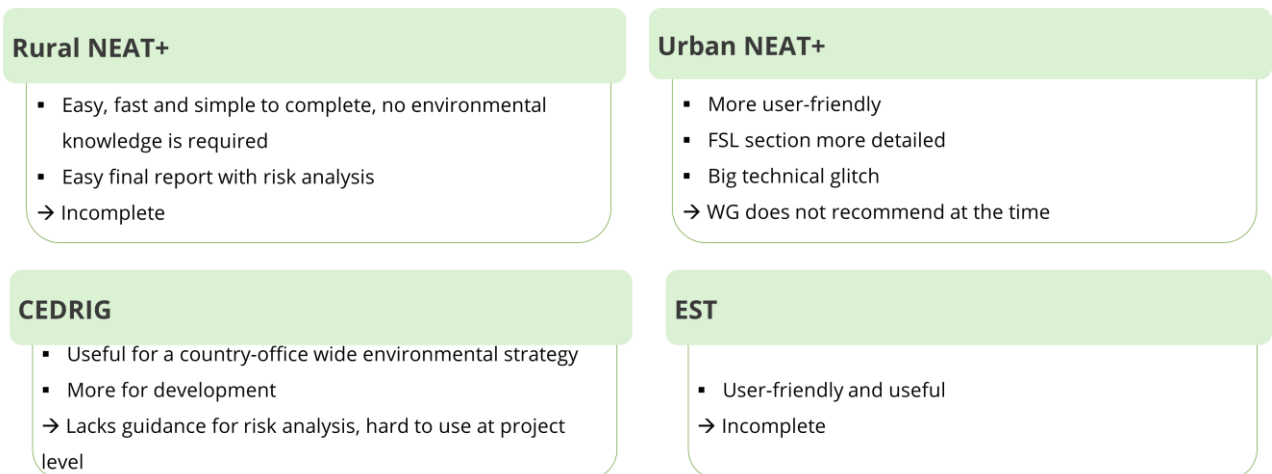 Rural NEAT+
▪ Easy, fast and simple to complete, no environmental
knowledge is required
▪ Easy final report with risk analysis
→ Incomplete
Urban NEAT+
▪ More user-friendly
▪ FSL section more detailed
▪ Big technical glitch
→ WG does not recommend at the time
CEDRIG
▪ Useful for a country-office wide environmental strategy
▪ More for development
→ Lacks guidance for risk analysis, hard to use at project
level
EST
▪ User-friendly and useful
→ Incomplete